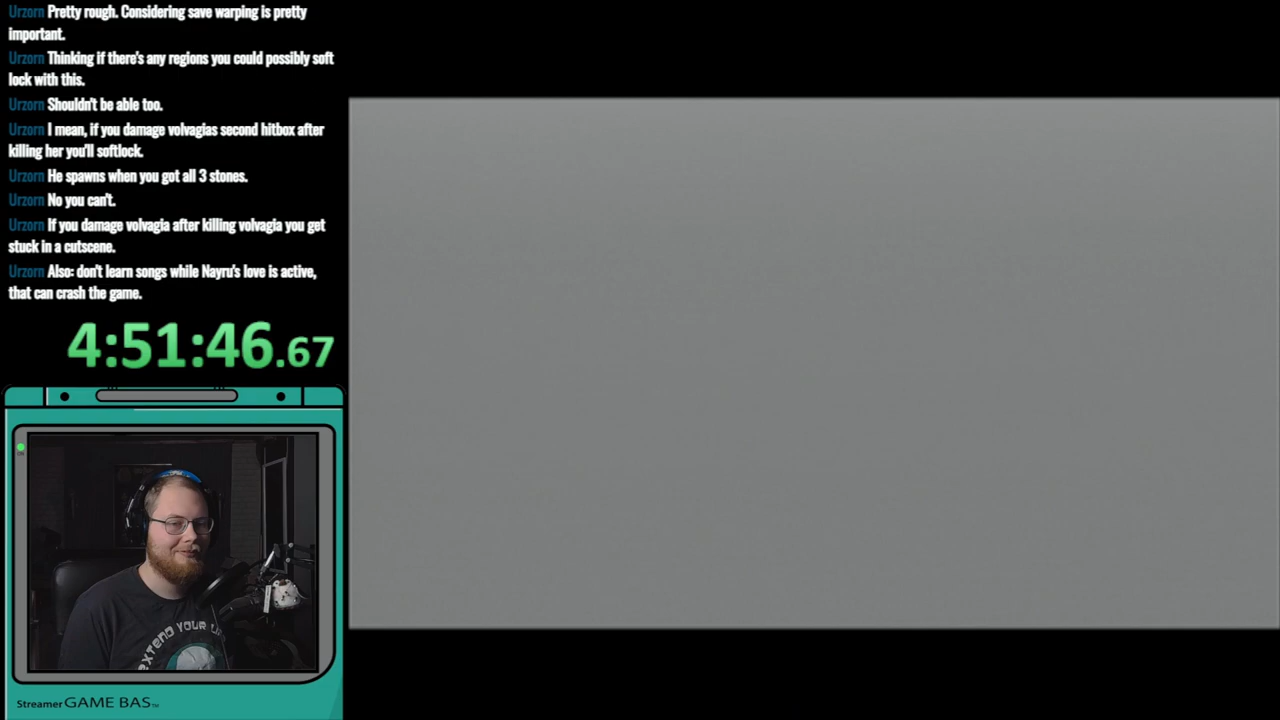 Urzorn Pretty rough. Considering save warping is pretty
important.
Urzorn Thinking if there's any regions you could possibly soft
lock with this.
Urzorn Shouldn't be able too.
Urzorn I mean, if you damage volvagias second hitbox after
killing her you'll softlock.
Urzorn He spawns when you got all 3 stones.
Urzorn No you can't.
Urzorn If you damage volvagia after killing volvagia you get
stuck in a cutscene.
Urzorn Also: don't learn songs while Nayru's love is active,
that can crash the game.
4:51:46.67
EXTEND YOUR
Streamer GAME BAS TM